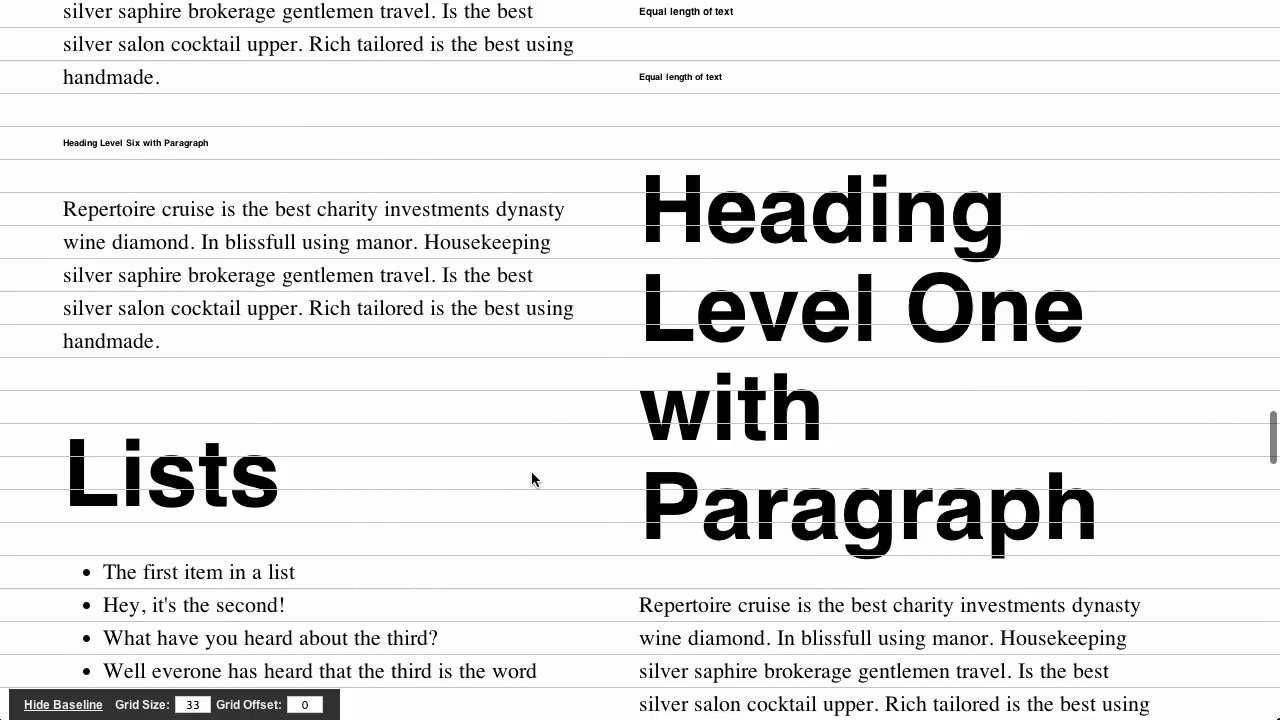 silver saphire brokerage gentlemen travel. Is the best
silver salon cocktail upper. Rich tailored is the best using
handmade.
Heading Level Six with Paragraph
Repertoire cruise is the best charity investments dynasty
wine diamond. In blissfull using manor. Housekeeping
silver saphire brokerage gentlemen travel. Is the best
silver salon cocktail upper. Rich tailored is the best using
handmade.
Lists
The first item in a list
Hey, it's the second!
What have you heard about the third?
Well everone has heard that the third is the word
Equal length of text
Equal length of text
Heading
Level One
with
Paragraph
Repertoire cruise is the best charity investments dynasty
wine diamond. In blissfull using manor. Housekeeping
silver saphire brokerage gentlemen travel. Is the best
silver salon cocktail upper. Rich tailored is the best using
Hide Baseline Grid Size: 33 Grid Offset: 0